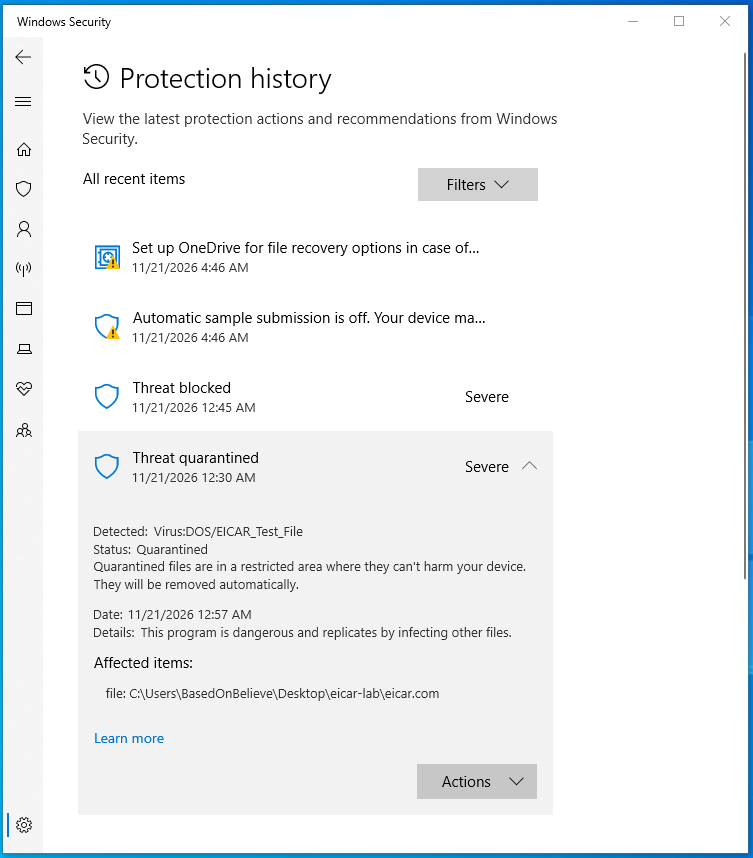 Windows Security
Protection history
View the latest protection actions and recommendations from Windows
Security.
All recent items
Filters
Set up OneDrive for file recovery options in case of...
11/21/2026 4:46 AM
Automatic sample submission is off. Your device ma...
11/21/2026 4:46 AM
Threat blocked
11/21/2026 12:45 AM
Severe
Threat quarantined
11/21/2026 12:30 AM
Severe
Detected: Virus:DOS/EICAR_Test_File
Status: Quarantined
Quarantined files are in a restricted area where they can't harm your device.
They will be removed automatically.
Date: 11/21/2026 12:57 AM
Details: This program is dangerous and replicates by infecting other files.
Affected items:
file: C:\Users\BasedOnBelieve\Desktop\eicar-lab\eicar.com
Learn more
Actions